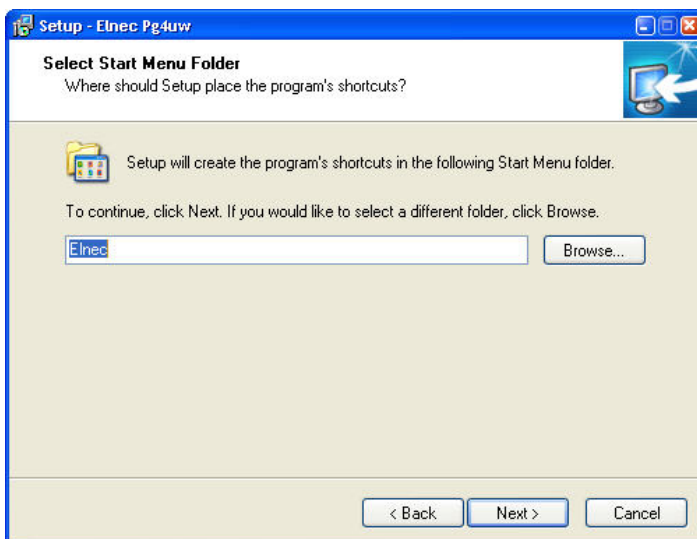 Setup - Elnec Pg4uw
Select Start Menu Folder
Where should Setup place the program's shortcuts?
Setup will create the program's shortcuts in the following Start Menu folder.
To continue, click Next. If you would like to select a different folder, click Browse.
Elnec
Browse...
< Back
Next >
Cancel